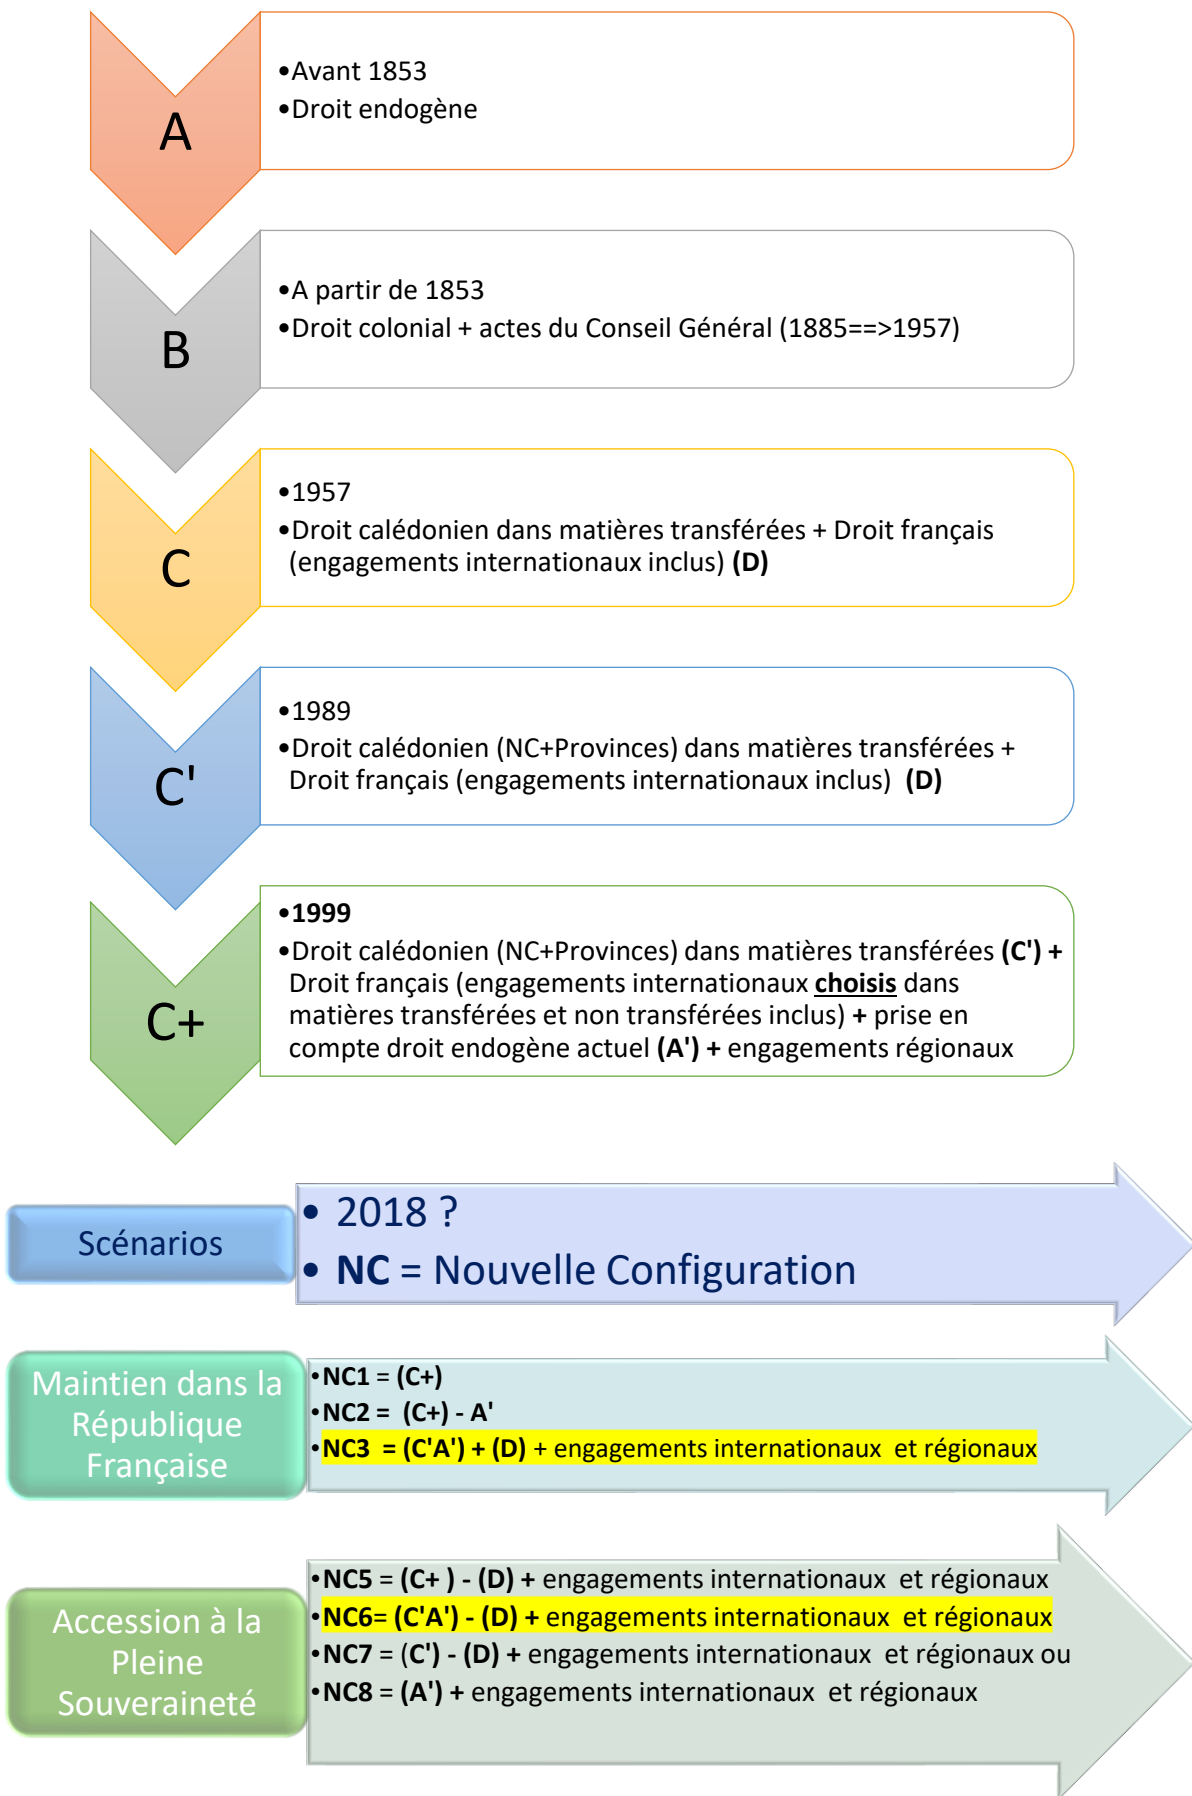 A
•Avant 1853
•Droit endogène
B
•A partir de 1853
•Droit colonial + actes du Conseil Général (1885==>1957)
C
•1957
•Droit calédonien dans matières transférées + Droit français
(engagements internationaux inclus) (D)
C'
•1989
•Droit calédonien (NC+Provinces) dans matières transférées +
Droit français (engagements internationaux inclus) (D)
C+
•1999
•Droit calédonien (NC+Provinces) dans matières transférées (C') +
Droit français (engagements internationaux choisis dans
matières transférées et non transférées inclus) + prise en
compte droit endogène actuel (A') + engagements régionaux
Scénarios
• 2018 ?
• NC = Nouvelle Configuration
Maintien dans la
République
Française
•NC1 = (C+)
•NC2 = (C+) - A'
•NC3 = (C'A') + (D) + engagements internationaux et régionaux
Accession à la
Pleine
Souveraineté
•NC5 = (C+ ) - (D) + engagements internationaux et régionaux
•NC6= (C'A') - (D) + engagements internationaux et régionaux
•NC7 = (C') - (D) + engagements internationaux et régionaux ou
•NC8 = (A') + engagements internationaux et régionaux